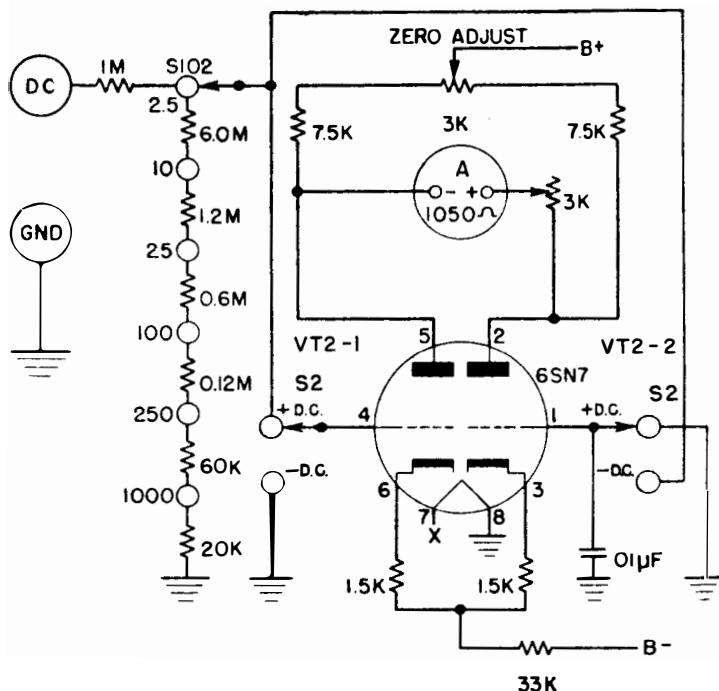 ZERO ADJUST
B+
1M
S102
DC
2.5
6.0M
7.5K
3K
7.5K
10
A
- +
1050Ω
3K
1.2M
GND
25
0.6M
100
VT2-1
5
2
VT2-2
6SN7
0.12M
S2
S2
250
+D.C.
4
1
+D.C.
60K
-D.C.
-D.C.
1000
6
7
8
3
X
20K
1.5K
1.5K
01µF
B-
33K